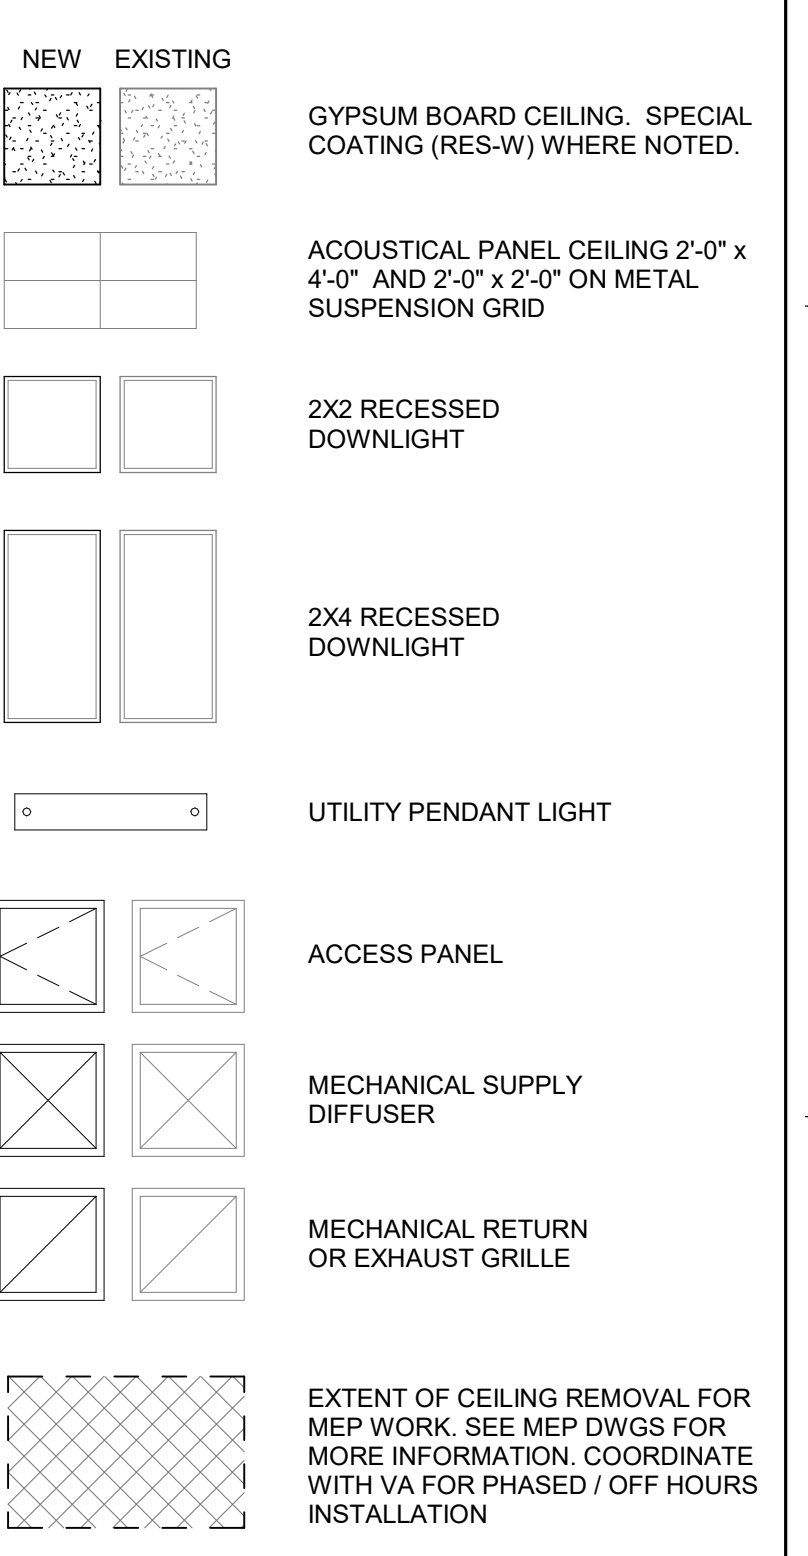 NEW EXISTING
GYPSUM BOARD CEILING. SPECIAL
COATING (RES-W) WHERE NOTED.
ACOUSTICAL PANEL CEILING 2'-0" x
4'-0" AND 2'-0" x 2'-0" ON METAL
SUSPENSION GRID
2X2 RECESSED
DOWNLIGHT
2X4 RECESSED
DOWNLIGHT
UTILITY PENDANT LIGHT
ACCESS PANEL
MECHANICAL SUPPLY
DIFFUSER
MECHANICAL RETURN
OR EXHAUST GRILLE
EXTENT OF CEILING REMOVAL FOR
MEP WORK. SEE MEP DWGS FOR
MORE INFORMATION. COORDINATE
WITH VA FOR PHASED / OFF HOURS
INSTALLATION